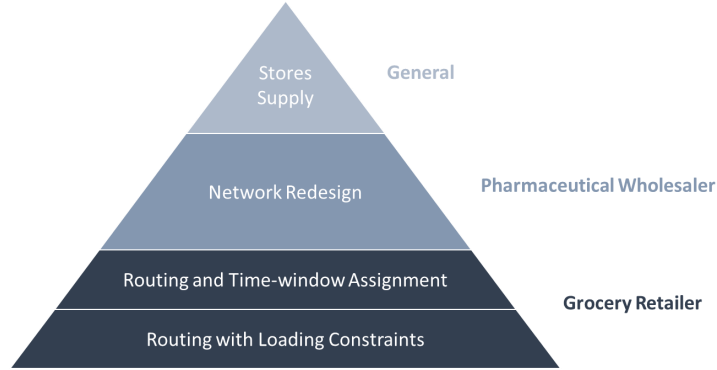 Stores
Supply
General
Network Redesign
Pharmaceutical Wholesaler
Routing and Time-window Assignment
Grocery Retailer
Routing with Loading Constraints